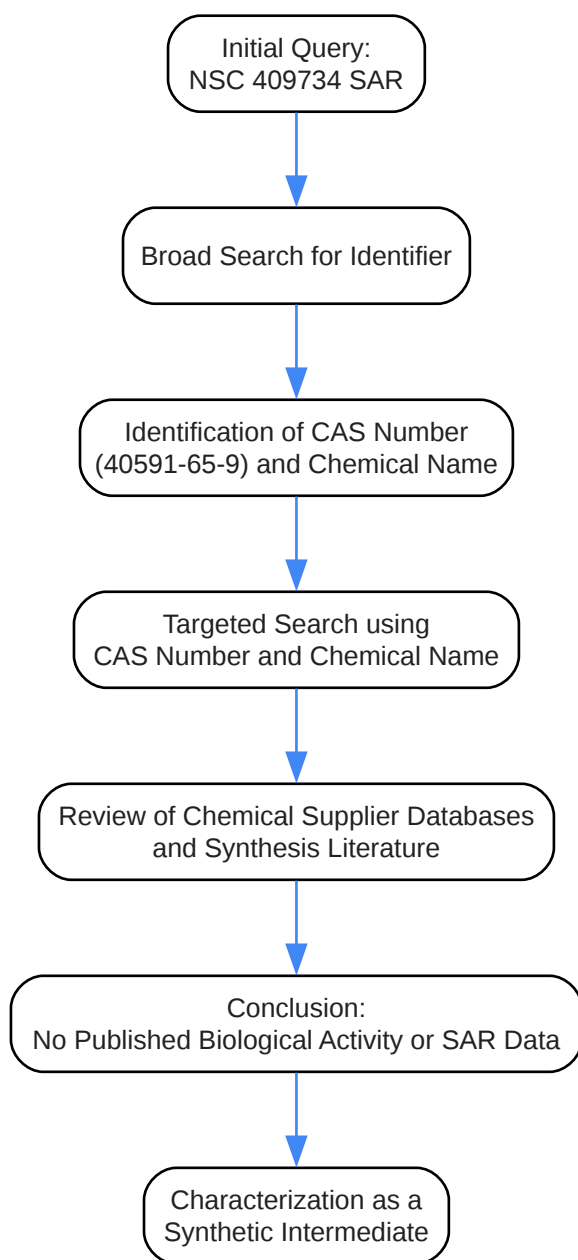 Initial Query:
NSC 409734 SAR
Broad Search for Identifier
Identification of CAS Number
(40591-65-9) and Chemical Name
Targeted Search using
CAS Number and Chemical Name
Review of Chemical Supplier Databases
and Synthesis Literature
Conclusion:
No Published Biological Activity or SAR Data
Characterization as a
Synthetic Intermediate